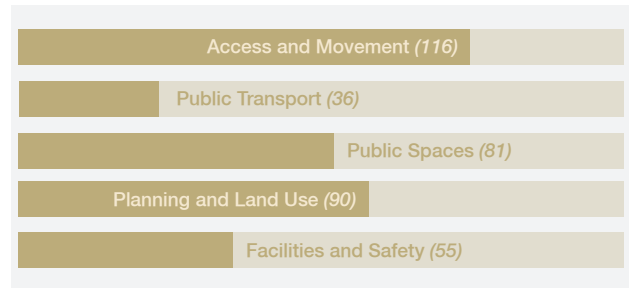 Access and Movement (116)
Public Transport (36)
Public Spaces (81)
Planning and Land Use (90)
Facilities and Safety (55)